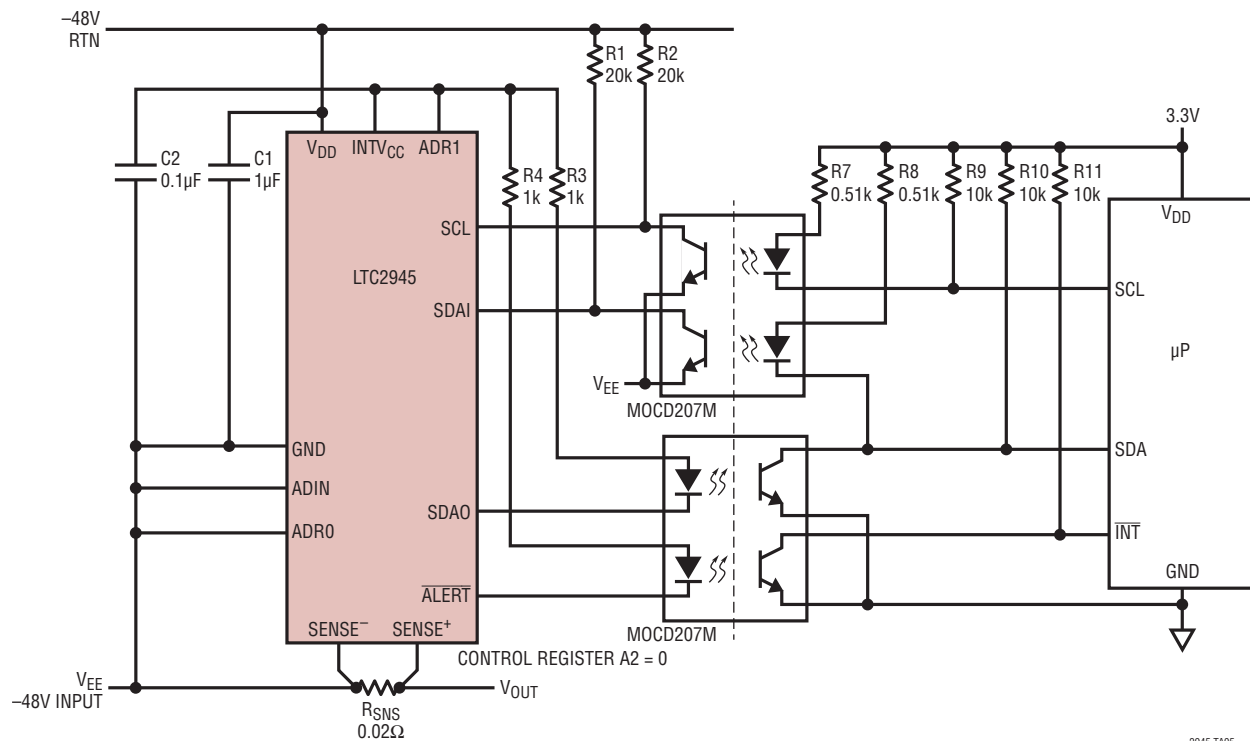 –48V
RTN
R1
20k
R2
20k
3.3V
C2
0.1µF
C1
1µF
VDD
INTVCC
ADR1
R4
1k
R3
1k
R7
0.51k
R8
0.51k
R9
10k
R10
10k
R11
10k
VDD
SCL
LTC2945
SCL
SDAI
µP
VEE
MOCD207M
GND
SDA
ADIN
SDAO
ADR0
INT
GND
ALERT
SENSE–
SENSE+
MOCD207M
CONTROL REGISTER A2 = 0
VEE
–48V INPUT
VOUT
RSNS
0.02Ω